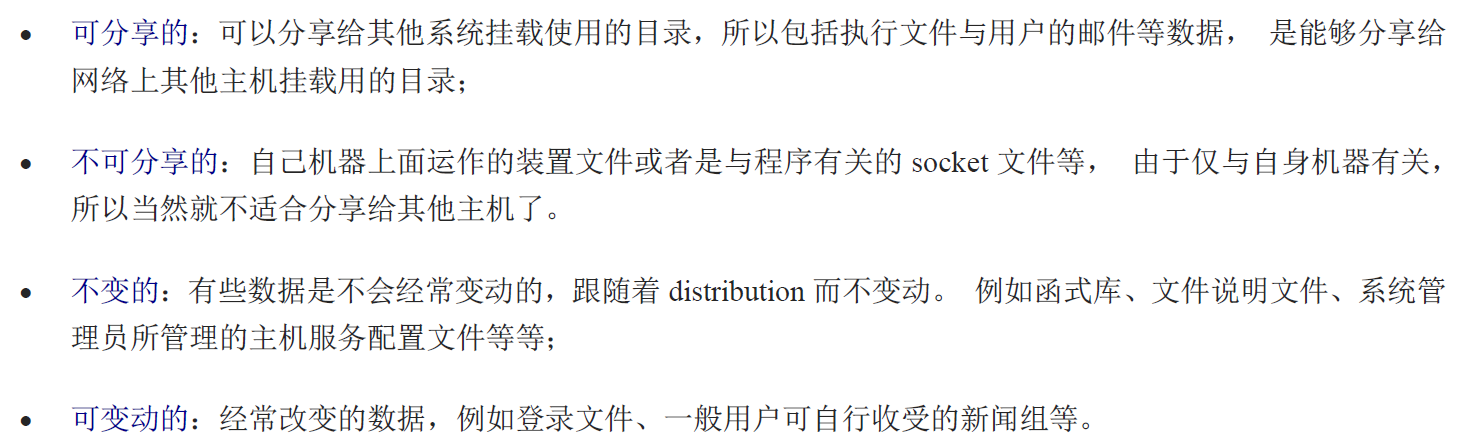 • 可分享的：可以分享给其他系统挂载使用的目录，所以包括执行文件与用户的邮件等数据， 是能够分享给
网络上其他主机挂载用的目录；
• 不可分享的：自己机器上面运作的装置文件或者是与程序有关的 socket 文件等， 由于仅与自身机器有关，
所以当然就不适合分享给其他主机了。
• 不变的：有些数据是不会经常变动的，跟随着 distribution 而不变动。 例如函式库、文件说明文件、系统管
理员所管理的主机服务配置文件等等；
• 可变动的：经常改变的数据，例如登录文件、一般用户可自行收受的新闻组等。